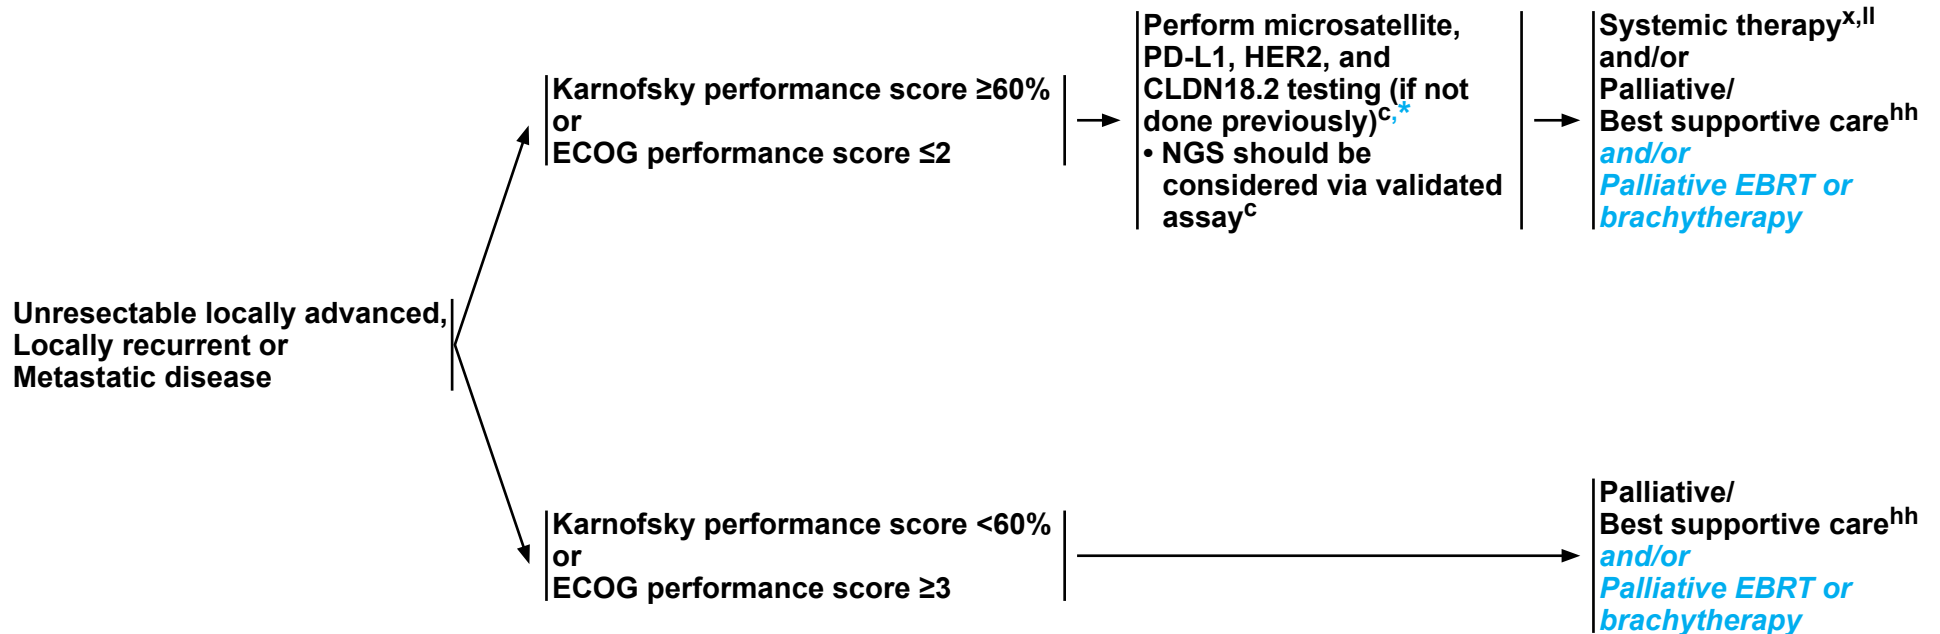 Unresectable locally advanced,
Locally recurrent or
Metastatic disease
Karnofsky performance score ≥60%
or
ECOG performance score ≤2
Perform microsatellite,
PD-L1, HER2, and
CLDN18.2 testing (if not
done previously)c,*
• NGS should be
considered via validated
assayc
Systemic therapyx,ll
and/or
Palliative/
Best supportive carehh
and/or
Palliative EBRT or
brachytherapy
Karnofsky performance score <60%
or
ECOG performance score ≥3
Palliative/
Best supportive carehh
and/or
Palliative EBRT or
brachytherapy